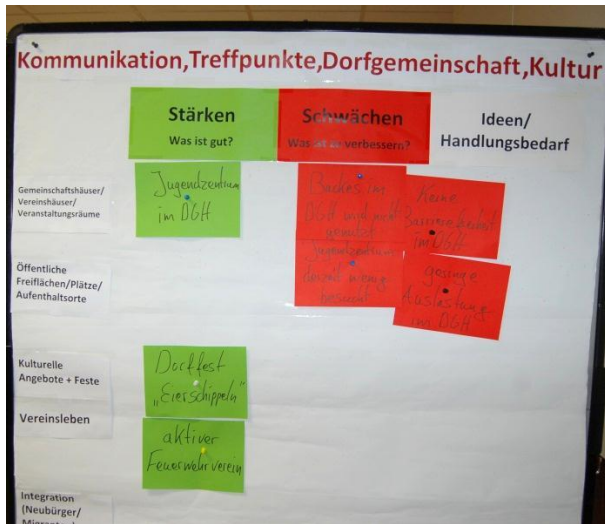 Kommunikation,Treffpunkte,Dorfgemeinschaft,Kultur
Stärken
Was ist gut?
Schwächen
Was ist zu verbessern?
Ideen/
Handlungsbedarf
Gemeinschaftshäuser/
Vereinshäuser/
Veranstaltungsräume
Jugendzentrum
im DGH
Backes im
DGH wird nicht
genutzt
Keine
Barrierefreiheit
im DGH
Öffentliche
Freiflächen/Plätze/
Aufenthaltsorte
Jugendzentrum
derzeit wenig
besucht
geringe
Auslastung
im DGH
Kulturelle
Angebote + Feste
Dorffest
„Eierschippeln"
Vereinsleben
aktiver
Feuerwehrverein
Integration
(Neubürger/